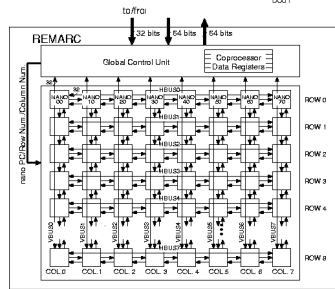 to/fro
32 bits 64 bits 64 bits
REMARC
Global Control Unit
Coprocessor
Data Registers
nano PC/Row Num./Column Num
32
32
HBUS0
NANO 00 NANO 10 NANO 20 NANO 30 NANO 40 NANO 50 NANO 60 NANO 70
ROW 0
HBUS1
ROW 1
HBUS2
ROW 2
HBUS3
ROW 3
HBUS4
ROW 4
VBUS0 VBUS1 VBUS2 VBUS3 VBUS4 VBUS5 VBUS6 VBUS7
HBUS7
ROW 8
COL.0 COL. 1 COL. 2 COL. 3 COL. 4 COL.5 COL. 6 COL. 7